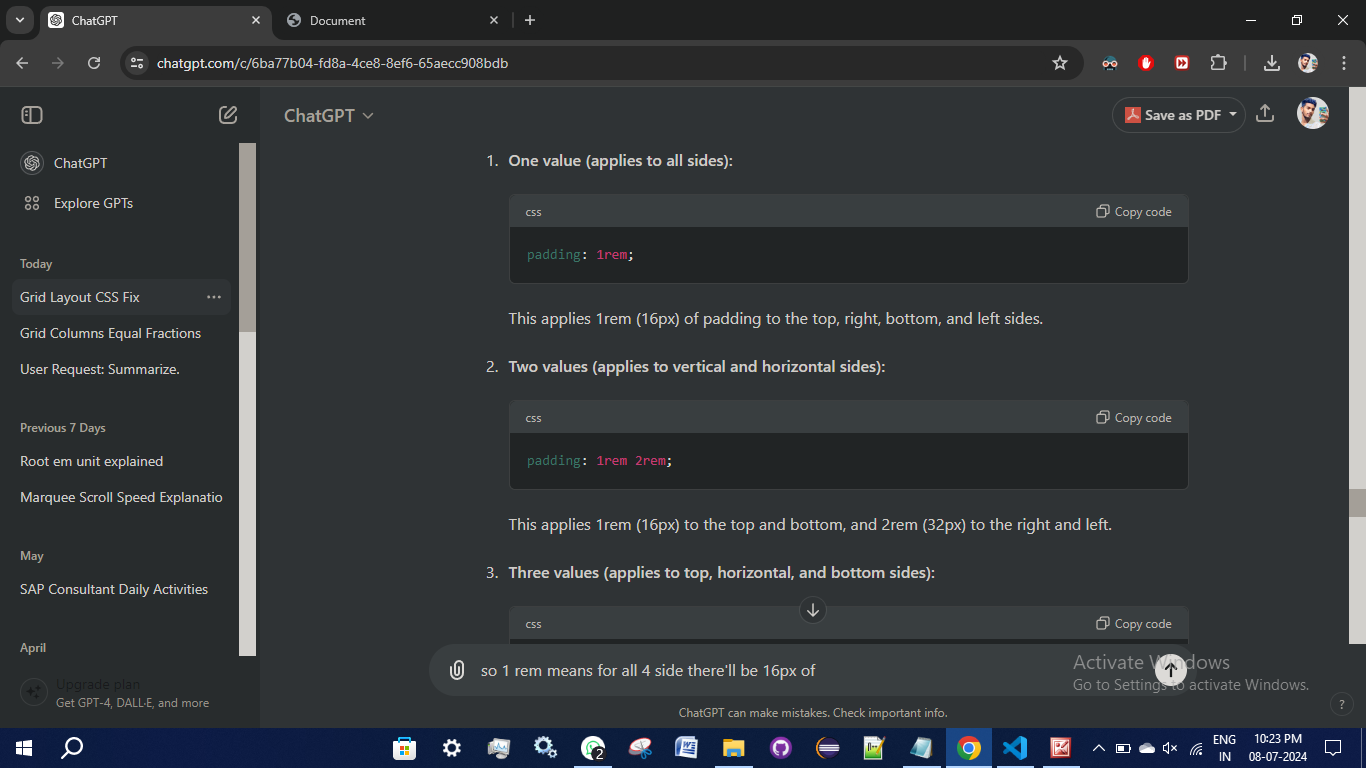 ChatGPT
Document
chatgpt.com/c/6ba77b04-fd8a-4ce8-8ef6-65aecc908bdb
ChatGPT
Save as PDF
ChatGPT
Explore GPTs
Today
Grid Layout CSS Fix
Grid Columns Equal Fractions
User Request: Summarize.
Previous 7 Days
Root em unit explained
Marquee Scroll Speed Explanatio
May
SAP Consultant Daily Activities
April
Upgrade plan
Get GPT-4, DALL·E, and more
1. One value (applies to all sides):
css
Copy code
padding: 1rem;
This applies 1rem (16px) of padding to the top, right, bottom, and left sides.
2. Two values (applies to vertical and horizontal sides):
css
Copy code
padding: 1rem 2rem;
This applies 1rem (16px) to the top and bottom, and 2rem (32px) to the right and left.
3. Three values (applies to top, horizontal, and bottom sides):
css
Copy code
so 1 rem means for all 4 side there'll be 16px of
Activate Windows
Go to Settings to activate Windows.
ChatGPT can make mistakes. Check important info.
?
2
ENG
IN
10:23 PM
08-07-2024